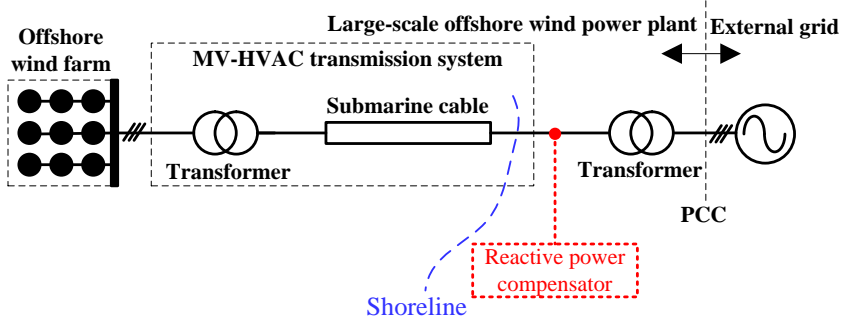 Large-scale offshore wind power plant
External grid
Offshore
wind farm
MV-HVAC transmission system
Submarine cable
Transformer
Transformer
PCC
Reactive power
compensator
Shoreline